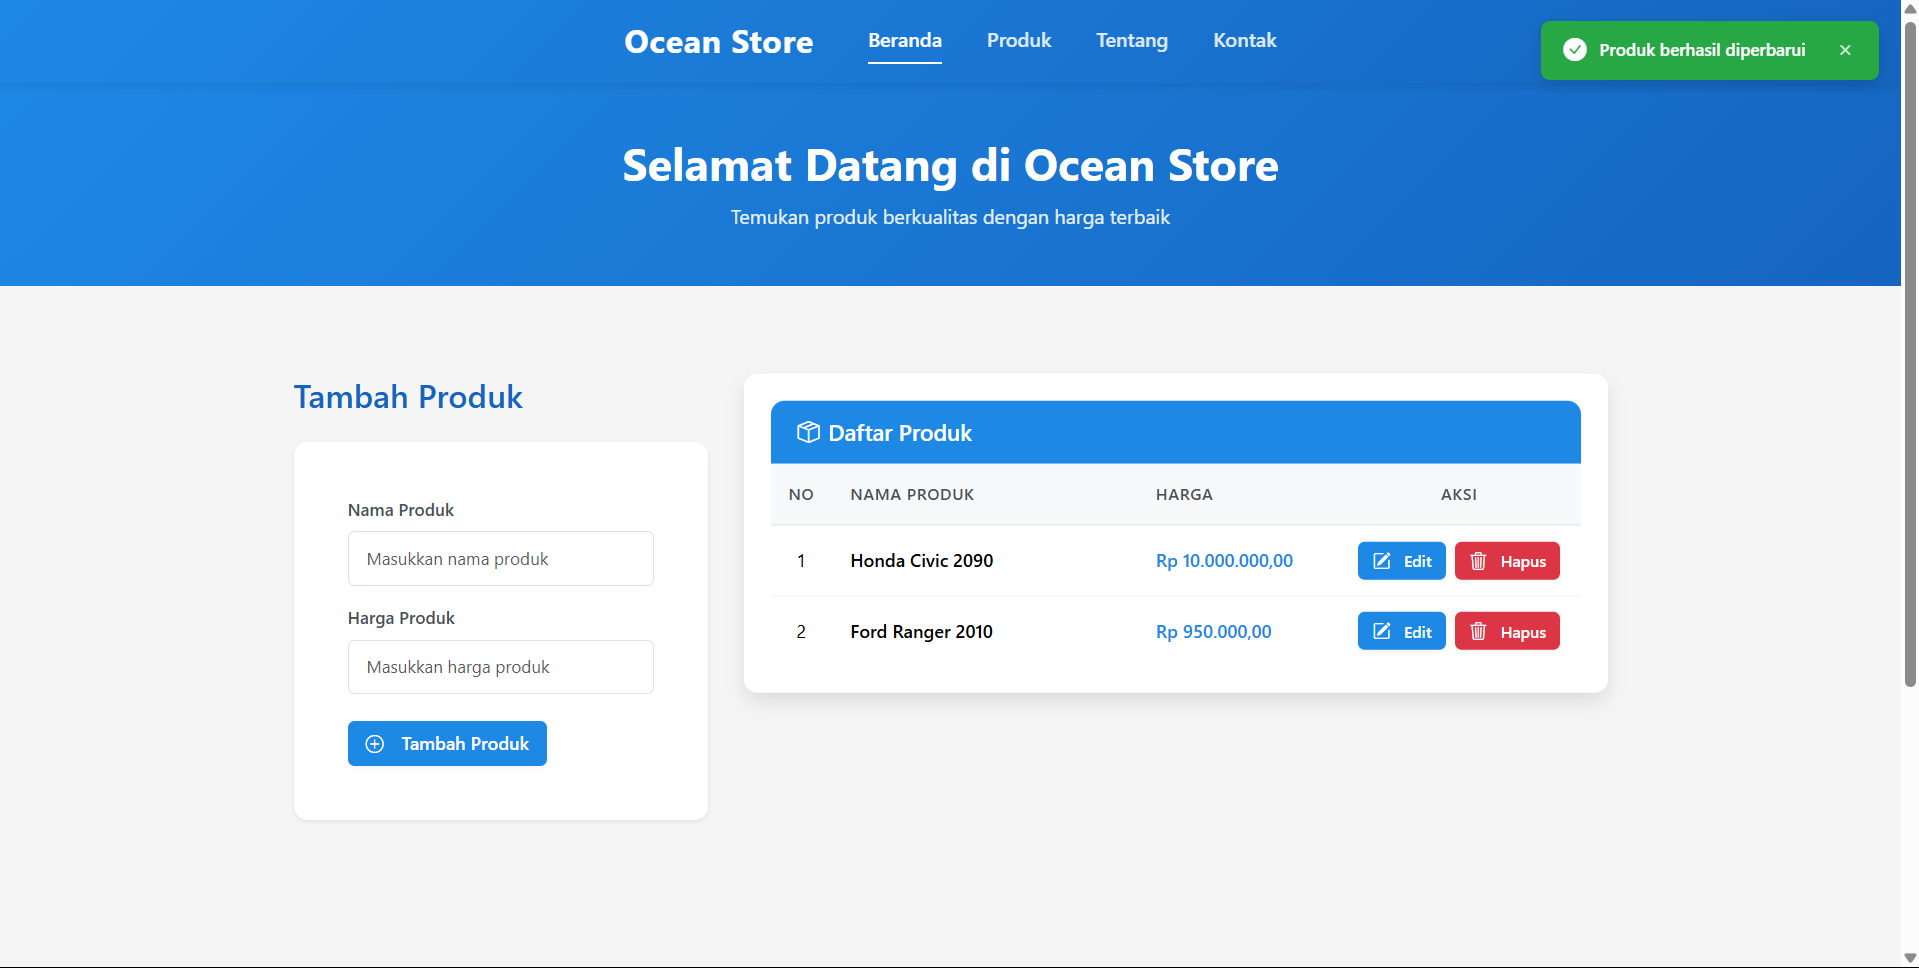 Ocean Store Beranda Produk Tentang Kontak
Produk berhasil diperbarui
Selamat Datang di Ocean Store
Temukan produk berkualitas dengan harga terbaik
Tambah Produk
Nama Produk
Masukkan nama produk
Harga Produk
Masukkan harga produk
Tambah Produk
Daftar Produk
NO NAMA PRODUK HARGA AKSI
1 Honda Civic 2090 Rp 10.000.000,00 Edit Hapus
2 Ford Ranger 2010 Rp 950.000,00 Edit Hapus